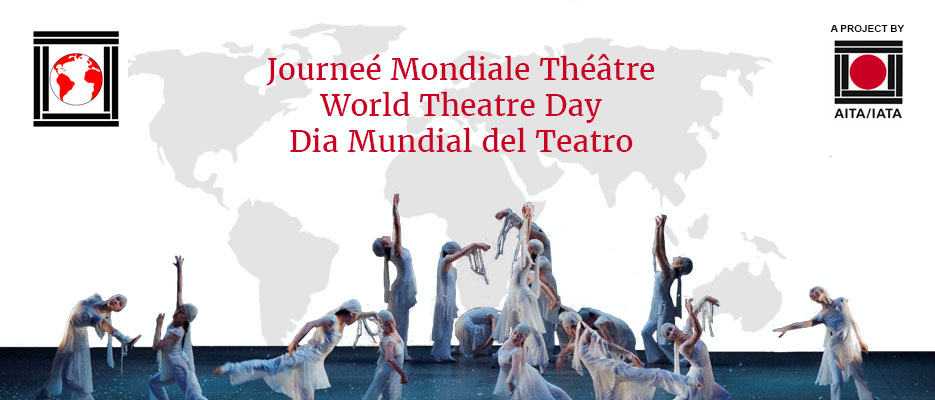 Journeé Mondiale Théâtre
World Theatre Day
Dia Mundial del Teatro
A PROJECT BY
AITA/IATA